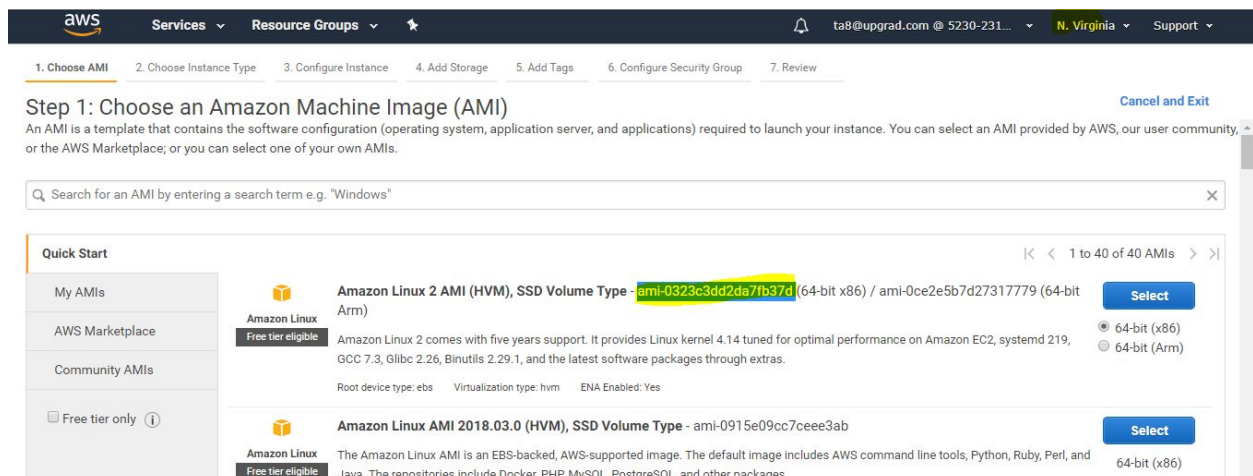 aws Services Resource Groups ta8@upgrad.com @ 5230-231... N. Virginia Support
1. Choose AMI 2. Choose Instance Type 3. Configure Instance 4. Add Storage 5. Add Tags 6. Configure Security Group 7. Review
Step 1: Choose an Amazon Machine Image (AMI)
Cancel and Exit
An AMI is a template that contains the software configuration (operating system, application server, and applications) required to launch your instance. You can select an AMI provided by AWS, our user community,
or the AWS Marketplace; or you can select one of your own AMIs.
Search for an AMI by entering a search term e.g. "Windows"
Quick Start
1 to 40 of 40 AMIs
My AMIs
AWS Marketplace
Community AMIs
Free tier only
Amazon Linux
Free tier eligible
Amazon Linux 2 AMI (HVM), SSD Volume Type - ami-0323c3dd2da7fb37d (64-bit x86) / ami-0ce2e5b7d27317779 (64-bit
Arm)
Amazon Linux 2 comes with five years support. It provides Linux kernel 4.14 tuned for optimal performance on Amazon EC2, systemd 219,
GCC 7.3, Glibc 2.26, Binutils 2.29.1, and the latest software packages through extras.
Root device type: ebs Virtualization type: hvm ENA Enabled: Yes
Select
64-bit (x86)
64-bit (Arm)
Amazon Linux
Free tier eligible
Amazon Linux AMI 2018.03.0 (HVM), SSD Volume Type - ami-0915e09cc7ceee3ab
The Amazon Linux AMI is an EBS-backed, AWS-supported image. The default image includes AWS command line tools, Python, Ruby, Perl, and
Java. The repositories include Docker, PHP, MySQL, PostgreSQL, and other packages.
Select
64-bit (x86)